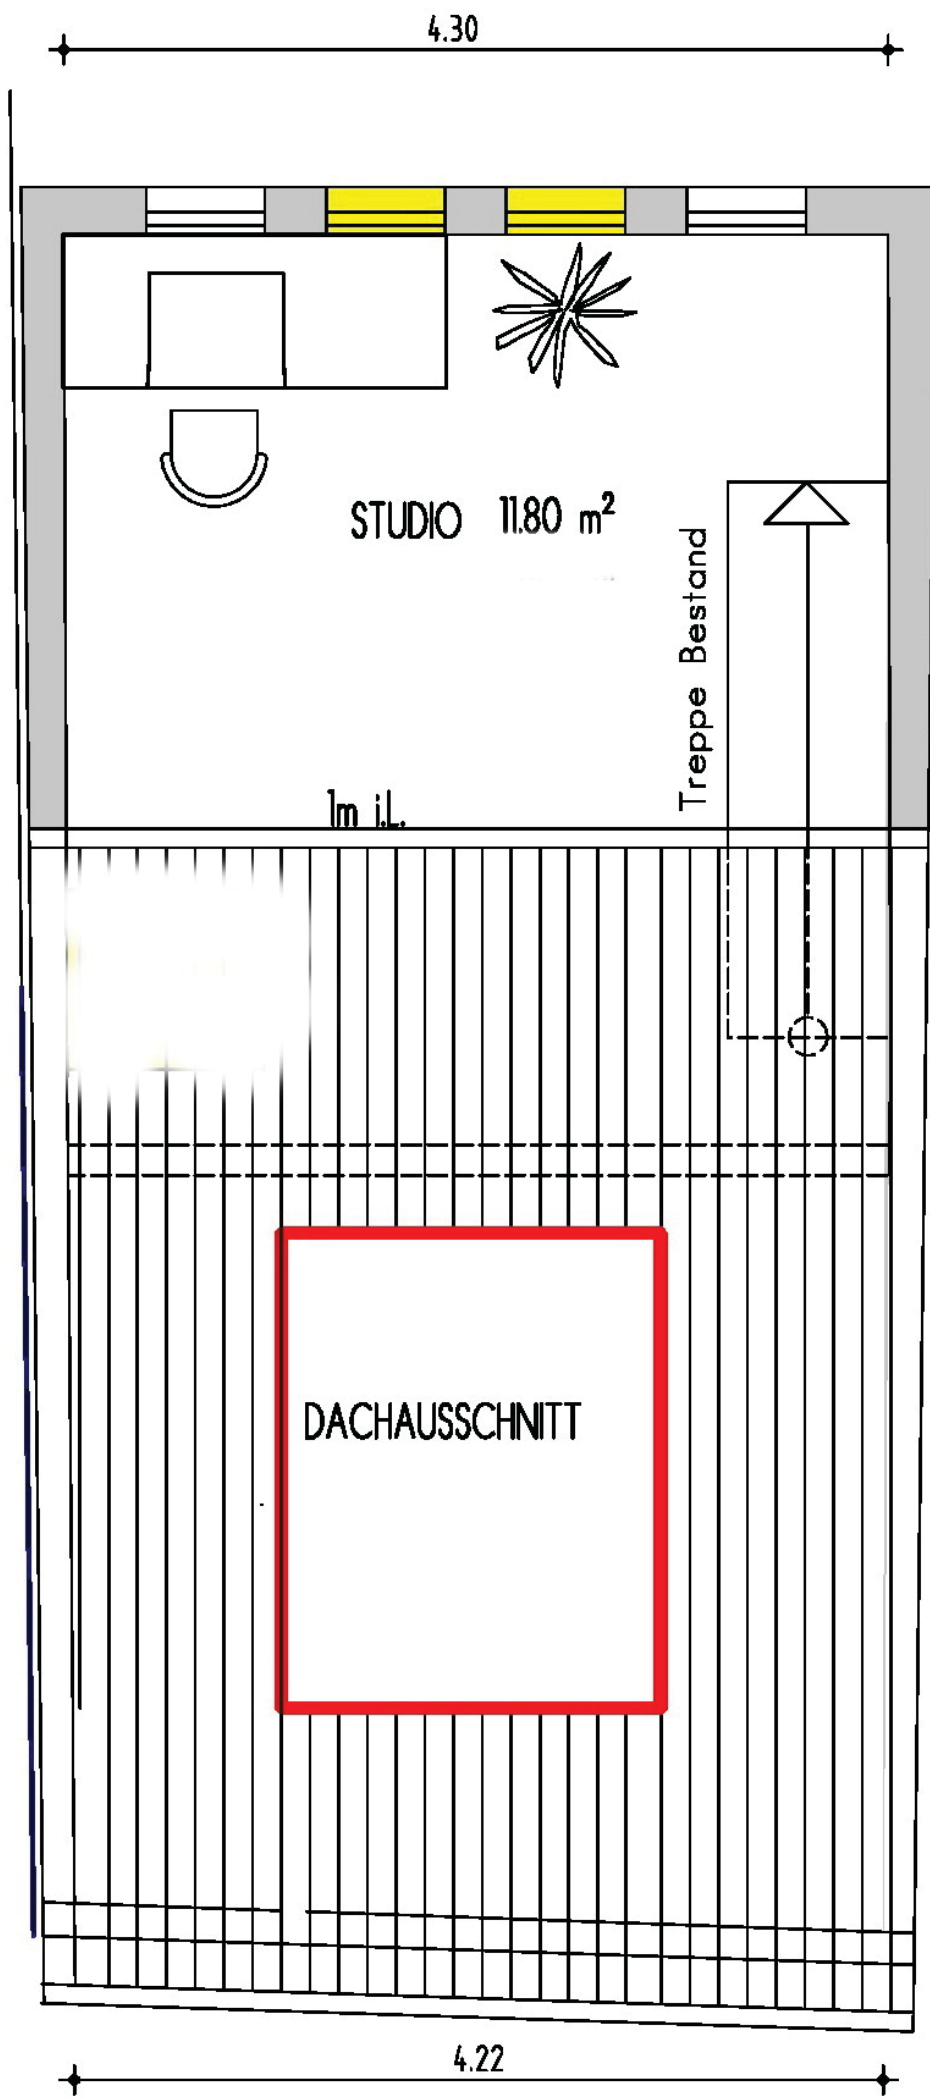 4.30
STUDIO 11.80 m²
Treppe Bestand
1m i.L.
DACHAUSSCHNITT
4.22